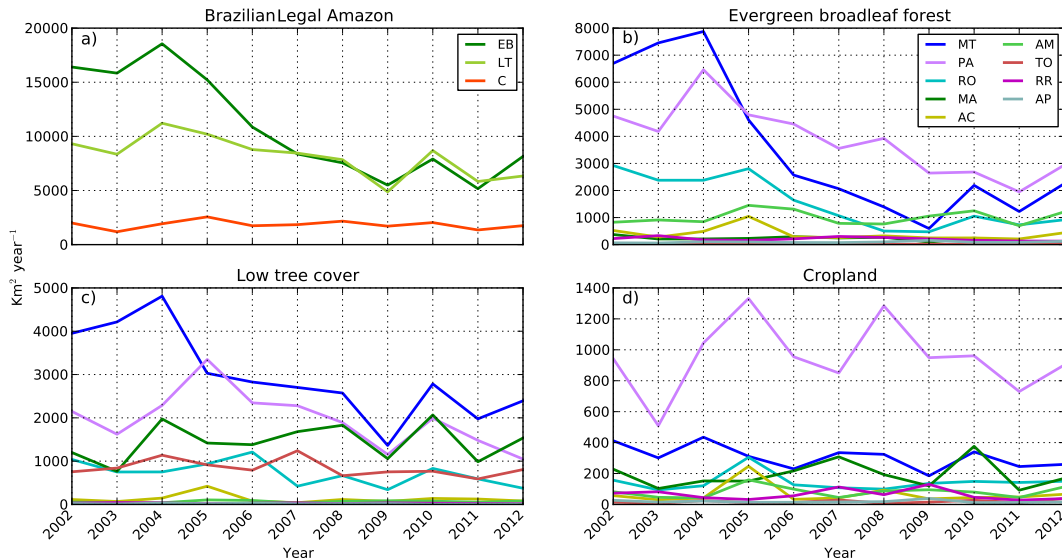 Brazilian Legal Amazon
a)
20000
15000
10000
5000
0
EB
LT
C
Evergreen broadleaf forest
b)
8000
7000
6000
5000
4000
3000
2000
1000
0
MT
PA
RO
MA
AC
AM
TO
RR
AP
Km² year⁻¹
Low tree cover
c)
5000
4000
3000
2000
1000
0
2002 2003 2004 2005 2006 2007 2008 2009 2010 2011 2012
Year
Cropland
d)
1400
1200
1000
800
600
400
200
0
2002 2003 2004 2005 2006 2007 2008 2009 2010 2011 2012
Year